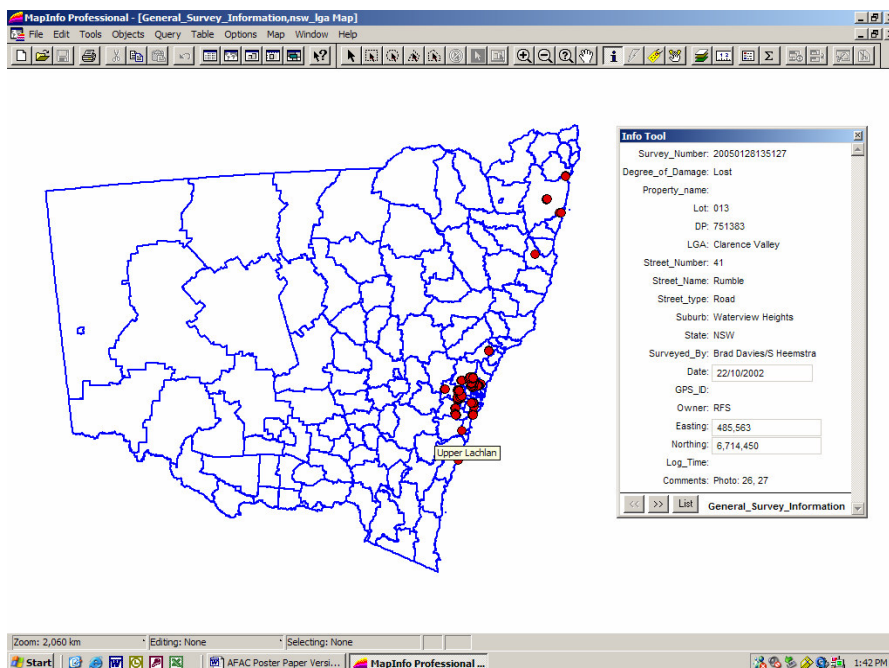 MapInfo Professional - [General_Survey_Information,nsw_lga Map]
File Edit Tools Objects Query Table Options Map Window Help
Info Tool
Survey_Number: 20050128135127
Degree_of_Damage: Lost
Property_name:
Lot: 013
DP: 751383
LGA: Clarence Valley
Street_Number: 41
Street_Name: Rumble
Street_type: Road
Suburb: Waterview Heights
State: NSW
Surveyed_By: Brad Davies/S Heemstra
Date: 22/10/2002
GPS_ID:
Owner: RFS
Easting: 485,563
Northing: 6,714,450
Log_Time:
Comments: Photo: 26, 27
<< >> List General_Survey_Information
Upper Lachlan
Zoom: 2,060 km Editing: None Selecting: None
Start AFAC Poster Paper Versi... MapInfo Professional ... 1:42 PM